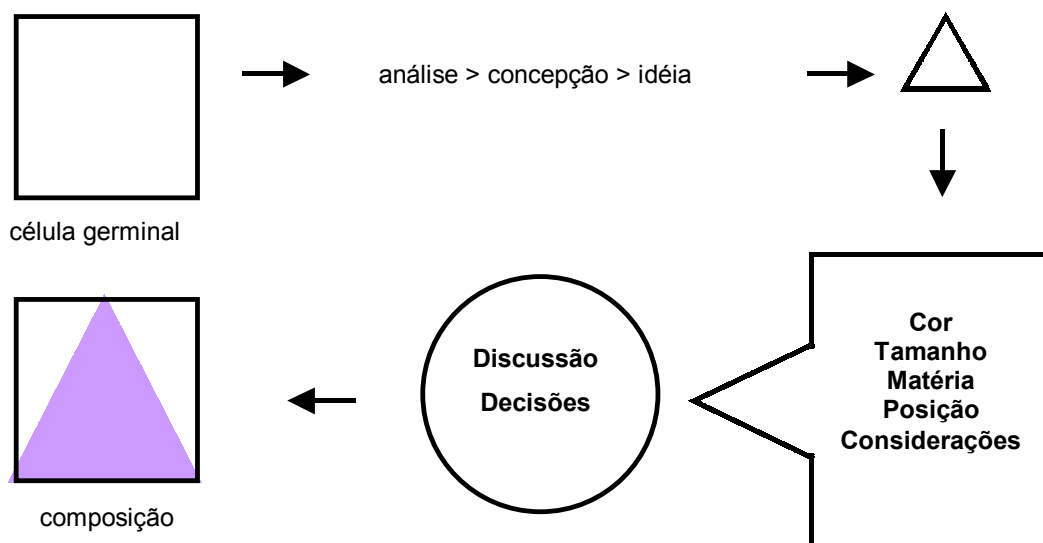 análise > concepção > idéia
célula germinal
Cor
Tamanho
Matéria
Posição
Considerações
Discussão
Decisões
composição